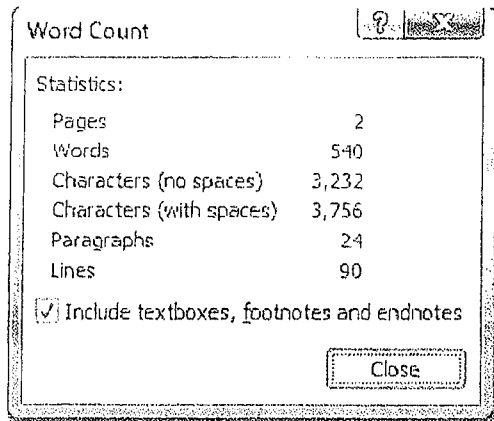 Word Count ?
Statistics:
Pages 2
Words 540
Characters (no spaces) 3,232
Characters (with spaces) 3,756
Paragraphs 24
Lines 90
Include textboxes, footnotes and endnotes
Close